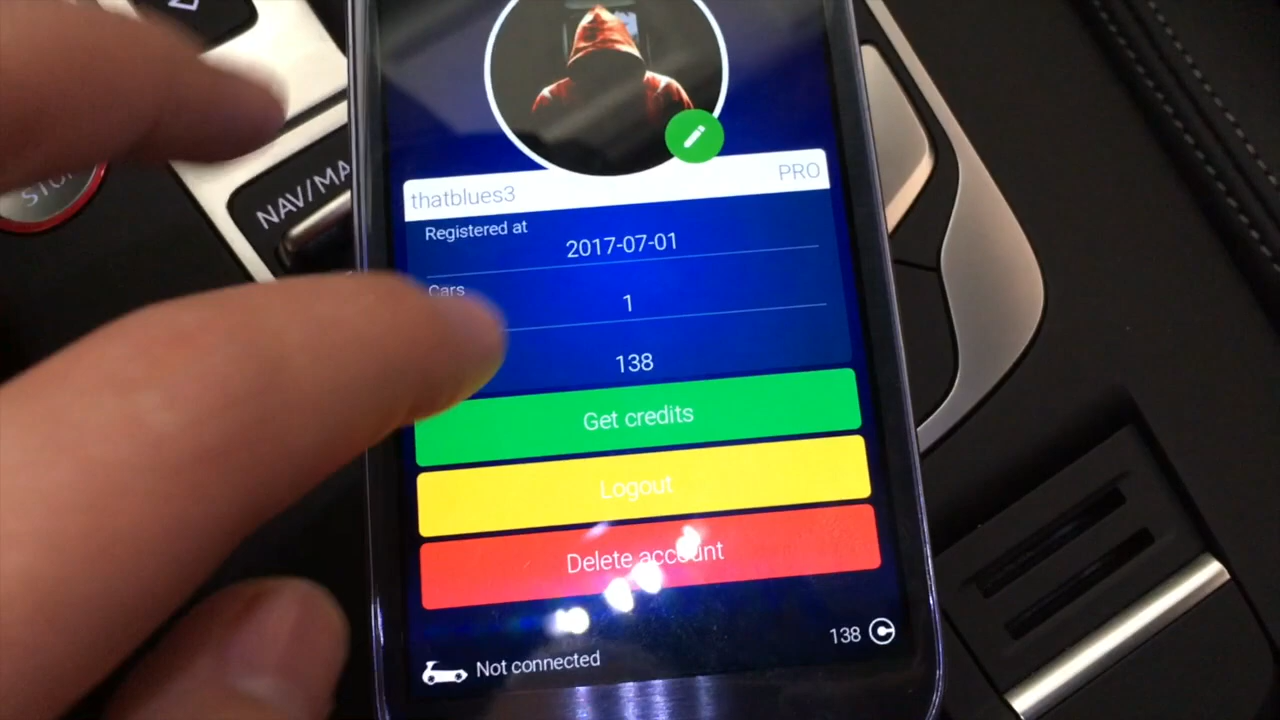 STOP
NAV/MA
thatblues3
PRO
Registered at
2017-07-01
Cars
1
138
Get credits
Logout
Delete account
138
Not connected